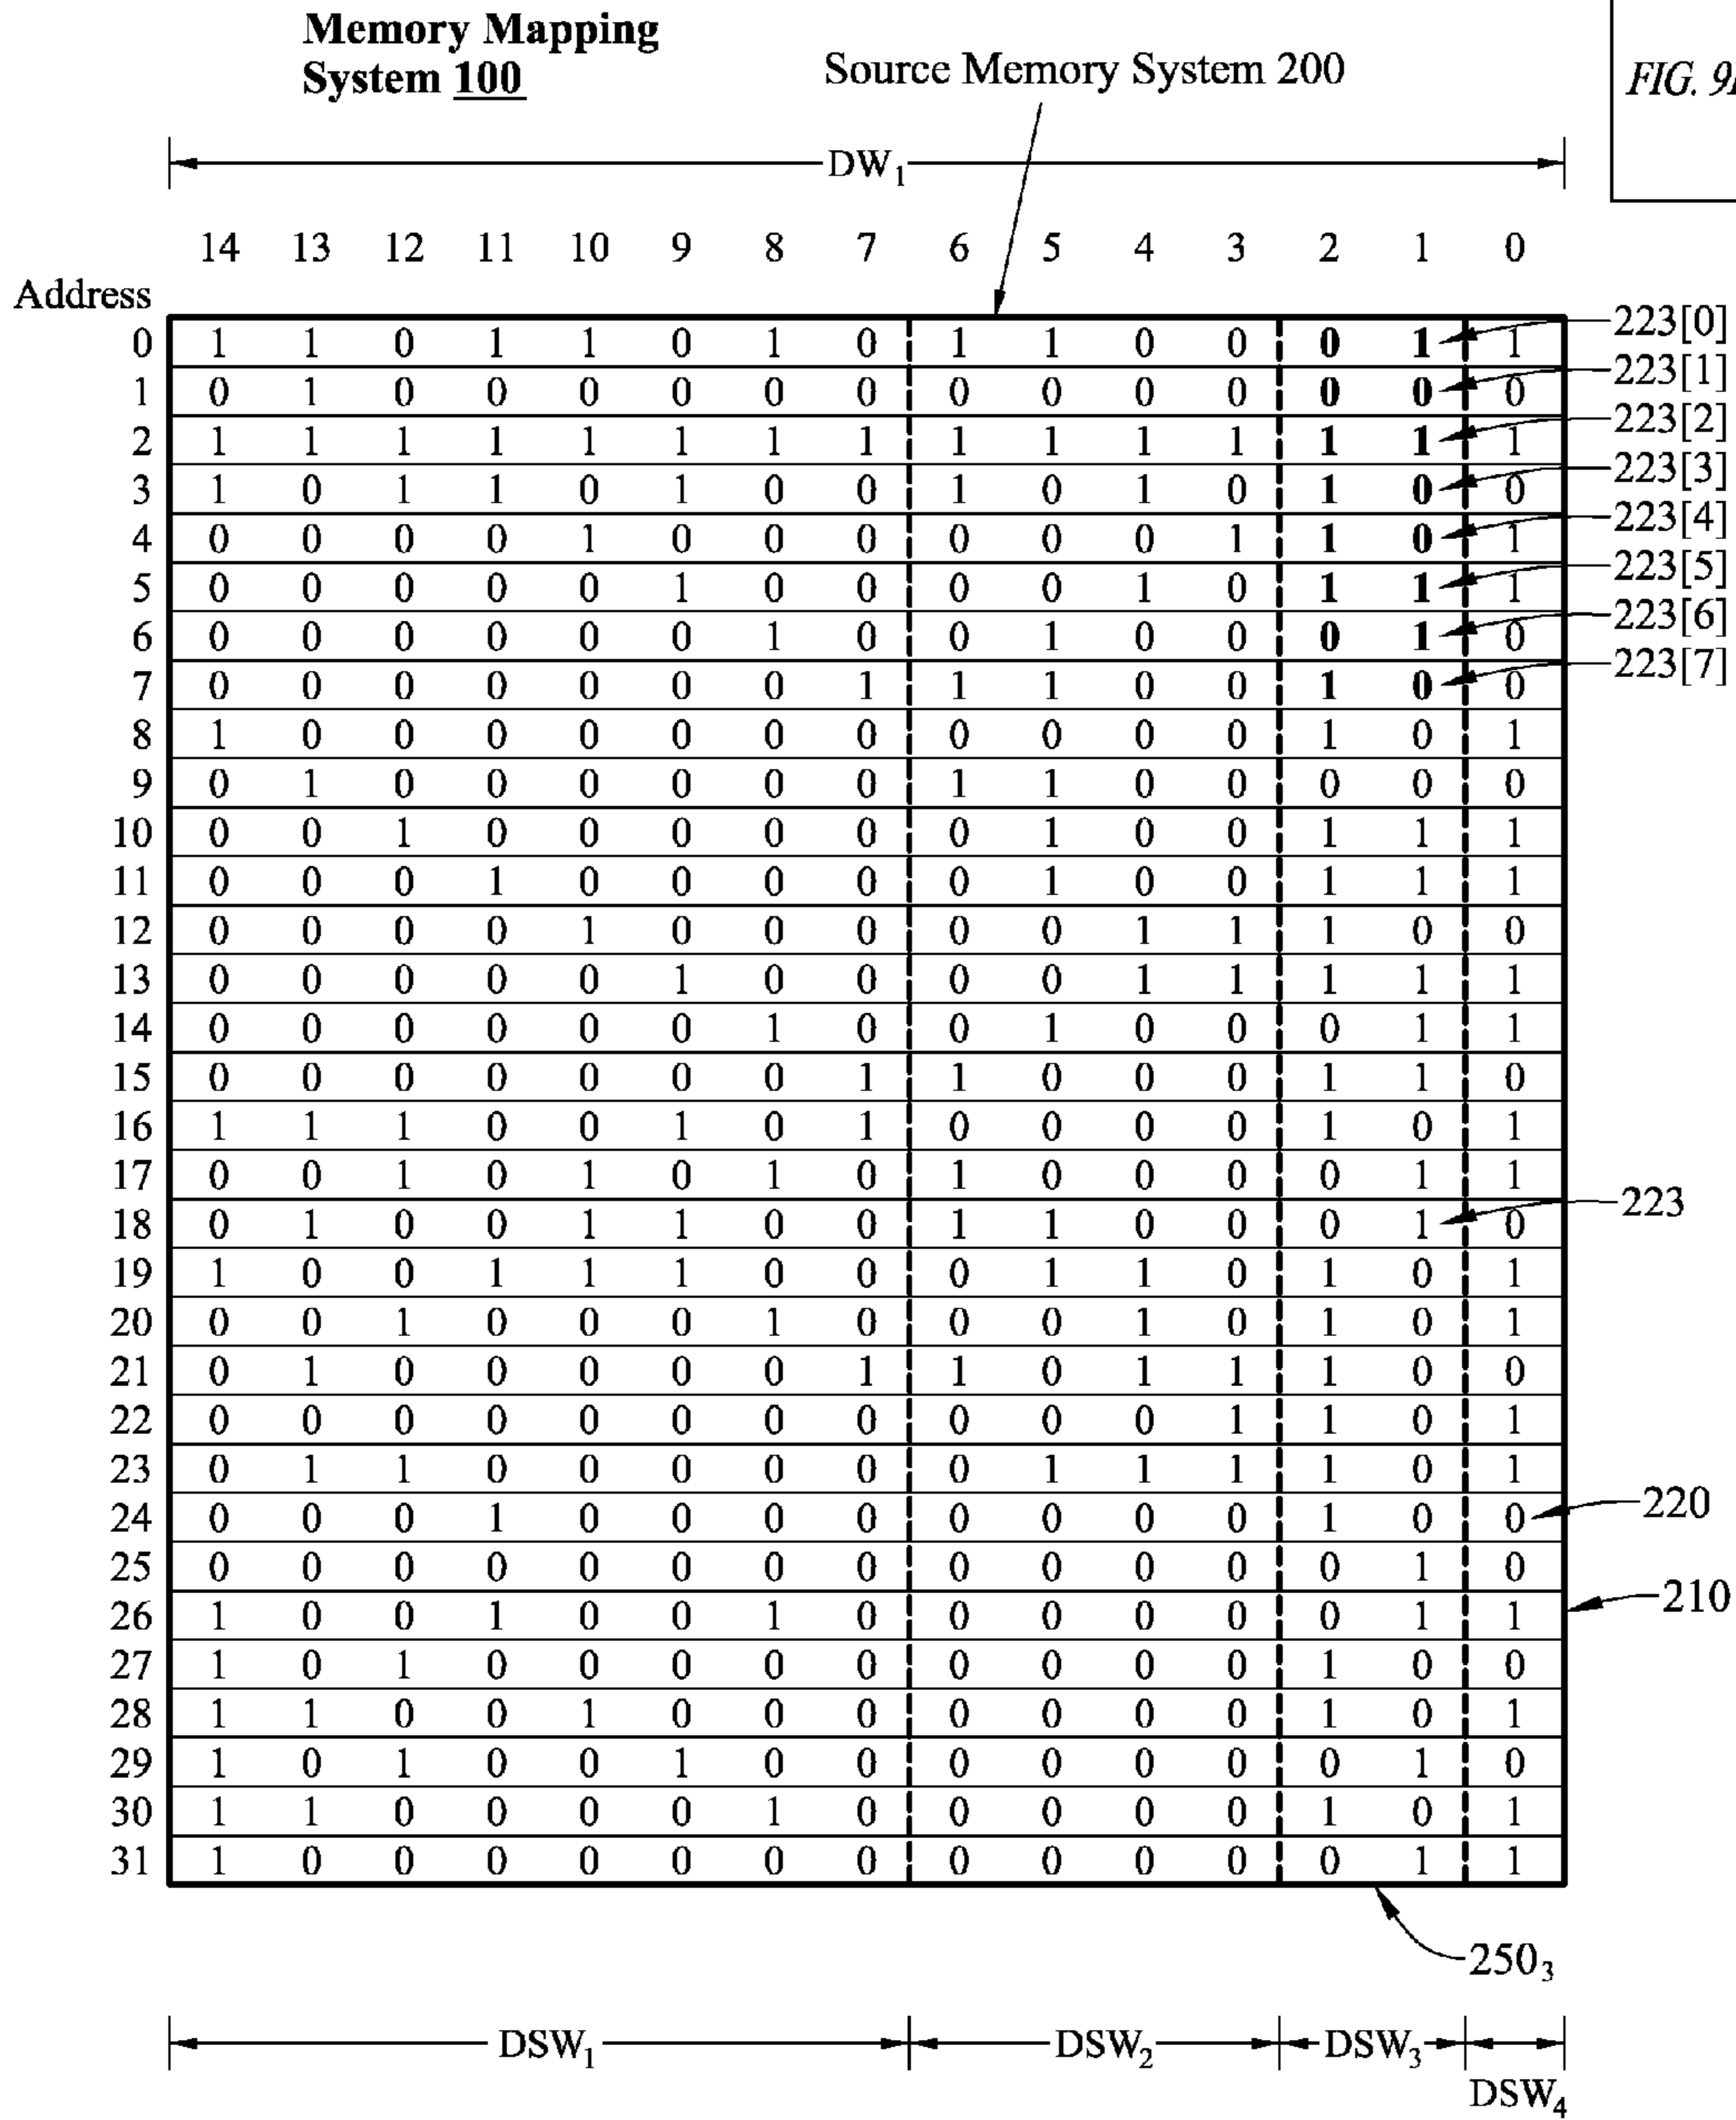 Memory Mapping
System 100
Source Memory System 200
FIG. 9
DW1
14 13 12 11 10 9 8 7 6 5 4 3 2 1 0
Address
0 1 1 0 1 1 0 1 0 1 1 0 0 0 1 1 223[0]
1 0 1 0 0 0 0 0 0 0 0 0 0 0 0 0 223[1]
2 1 1 1 1 1 1 1 1 1 1 1 1 1 1 1 223[2]
3 1 0 1 1 0 1 0 0 1 0 1 0 1 0 0 223[3]
4 0 0 0 0 1 0 0 0 0 0 0 1 1 0 1 223[4]
5 0 0 0 0 0 1 0 0 0 0 1 0 1 1 1 223[5]
6 0 0 0 0 0 0 1 0 0 1 0 0 0 1 0 223[6]
7 0 0 0 0 0 0 0 1 1 1 0 0 1 0 0 223[7]
8 1 0 0 0 0 0 0 0 0 0 0 0 1 0 1
9 0 1 0 0 0 0 0 0 1 1 0 0 0 0 0
10 0 0 1 0 0 0 0 0 0 1 0 0 1 1 1
11 0 0 0 1 0 0 0 0 0 1 0 0 1 1 1
12 0 0 0 0 1 0 0 0 0 0 1 1 1 0 0
13 0 0 0 0 0 1 0 0 0 0 1 1 1 1 1
14 0 0 0 0 0 0 1 0 0 1 0 0 0 1 1
15 0 0 0 0 0 0 0 1 1 0 0 0 1 1 0
16 1 1 1 0 0 1 0 1 0 0 0 0 1 0 1
17 0 0 1 0 1 0 1 0 1 0 0 0 0 1 1
18 0 1 0 0 1 1 0 0 1 1 0 0 0 1 0 223
19 1 0 0 1 1 1 0 0 0 1 1 0 1 0 1
20 0 0 1 0 0 0 1 0 0 0 1 0 1 0 1
21 0 1 0 0 0 0 0 1 1 0 1 1 1 0 0
22 0 0 0 0 0 0 0 0 0 0 0 1 1 0 1
23 0 1 1 0 0 0 0 0 0 1 1 1 1 0 1
24 0 0 0 1 0 0 0 0 0 0 0 0 1 0 0 220
25 0 0 0 0 0 0 0 0 0 0 0 0 0 1 0
26 1 0 0 1 0 0 1 0 0 0 0 0 0 1 1 210
27 1 0 1 0 0 0 0 0 0 0 0 0 1 0 0
28 1 1 0 0 1 0 0 0 0 0 0 0 1 0 1
29 1 0 1 0 0 1 0 0 0 0 0 0 0 1 0
30 1 1 0 0 0 0 1 0 0 0 0 0 1 0 1
31 1 0 0 0 0 0 0 0 0 0 0 0 0 1 1
250₃
DSW₁ DSW₂ DSW₃
DSW₄